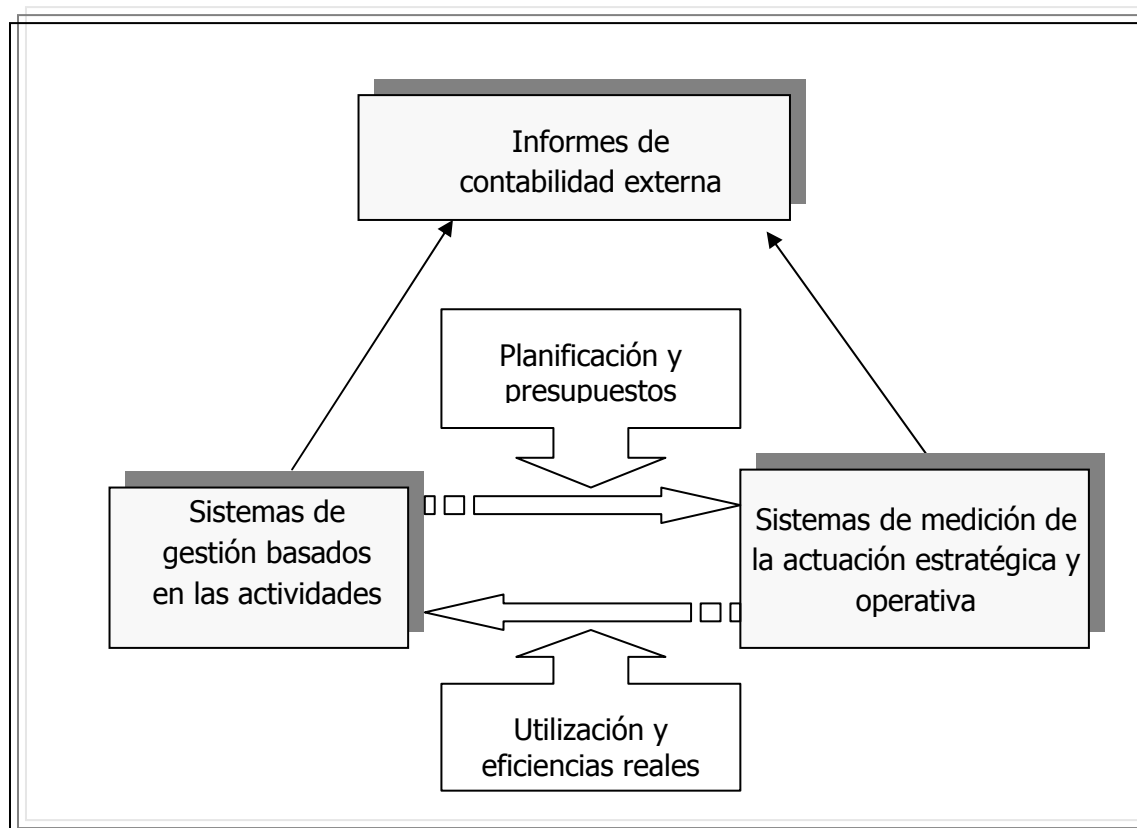 Informes de
contabilidad externa
Planificación y
presupuestos
Sistemas de
gestión basados
en las actividades
Sistemas de medición de
la actuación estratégica y
operativa
Utilización y
eficiencias reales